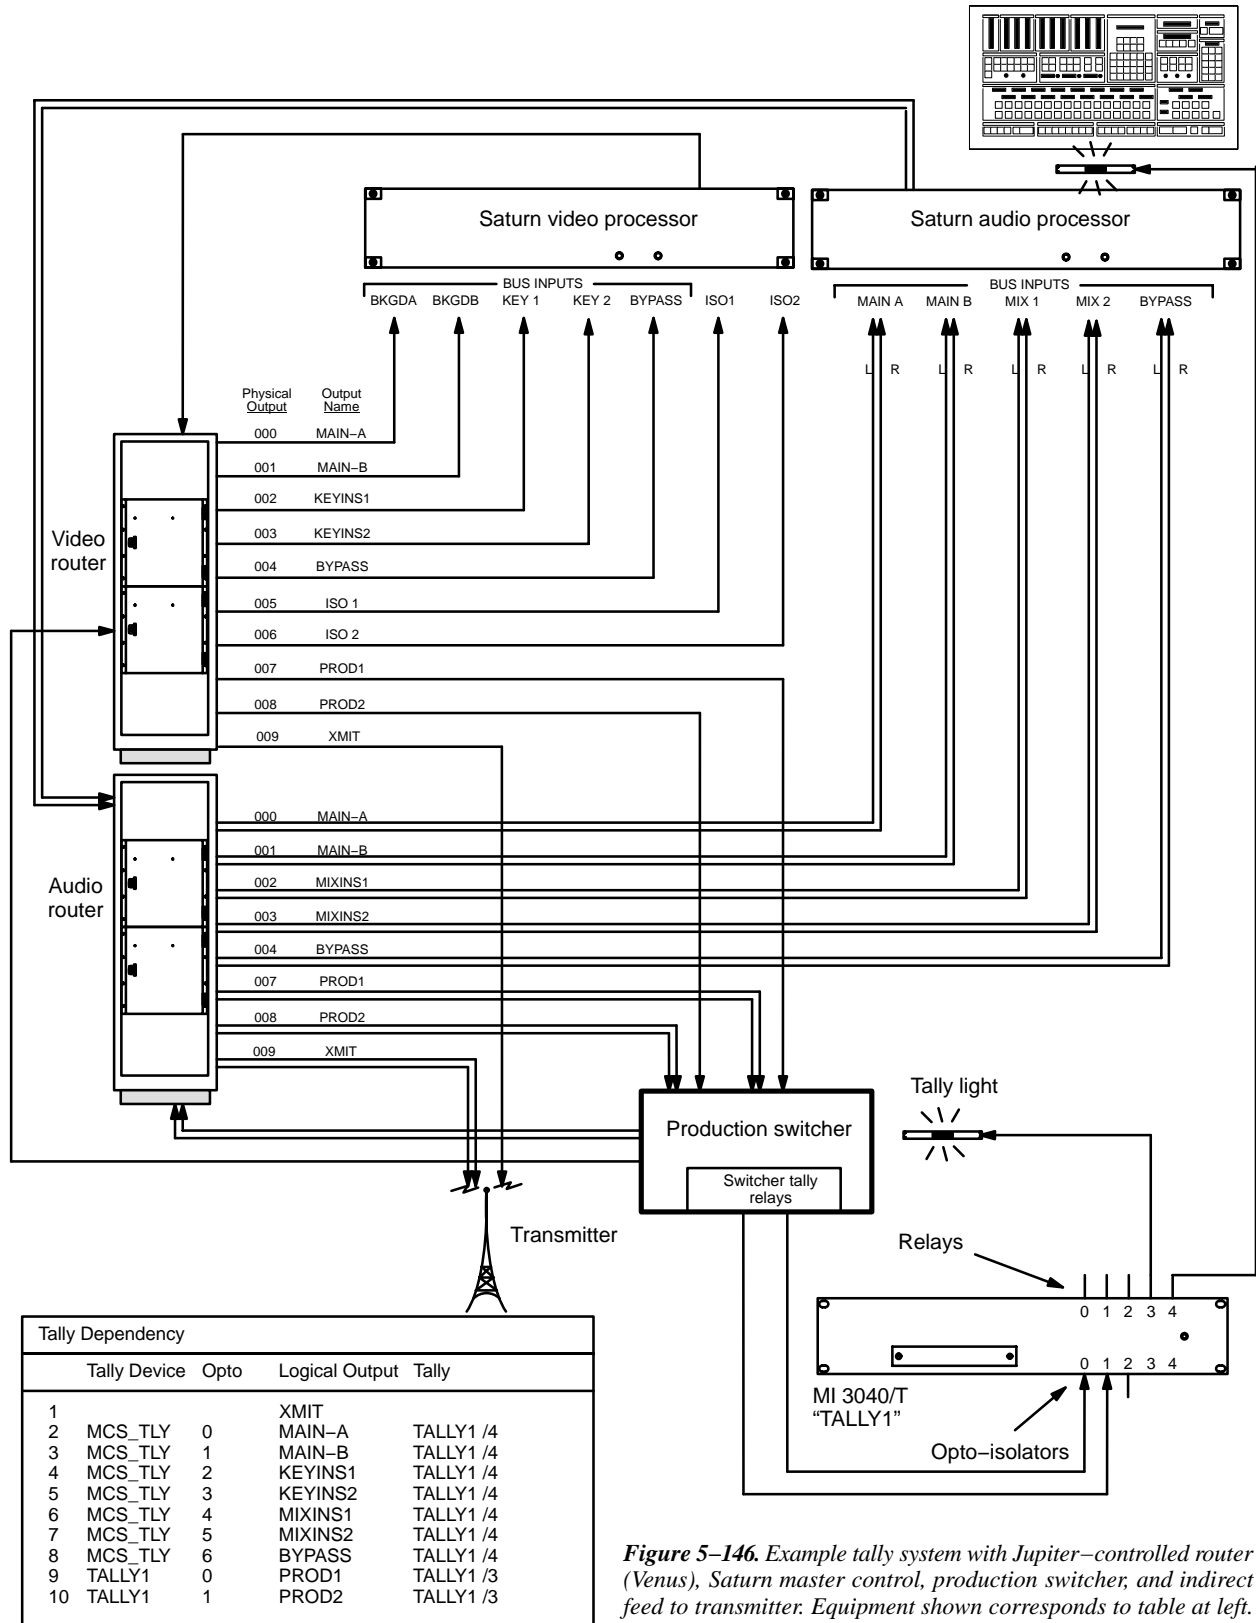 Saturn video processor
Saturn audio processor
BUS INPUTS
BKGDA BKGDB KEY 1 KEY 2 BYPASS ISO1 ISO2
BUS INPUTS
MAIN A MAIN B MIX 1 MIX 2 BYPASS
L R L R L R L R L R
Physical Output
Output Name
000 MAIN–A
001 MAIN–B
002 KEYINS1
003 KEYINS2
004 BYPASS
005 ISO 1
006 ISO 2
007 PROD1
008 PROD2
009 XMIT
Video
router
000 MAIN–A
001 MAIN–B
002 MIXINS1
003 MIXINS2
004 BYPASS
007 PROD1
008 PROD2
009 XMIT
Audio
router
Production switcher
Switcher tally
relays
Tally light
Transmitter
Relays
0 1 2 3 4
0 1 2 3 4
MI 3040/T
“TALLY1”
Opto–isolators
Tally Dependency
Tally Device Opto Logical Output Tally
1 XMIT
2 MCS_TLY 0 MAIN–A TALLY1 /4
3 MCS_TLY 1 MAIN–B TALLY1 /4
4 MCS_TLY 2 KEYINS1 TALLY1 /4
5 MCS_TLY 3 KEYINS2 TALLY1 /4
6 MCS_TLY 4 MIXINS1 TALLY1 /4
7 MCS_TLY 5 MIXINS2 TALLY1 /4
8 MCS_TLY 6 BYPASS TALLY1 /4
9 TALLY1 0 PROD1 TALLY1 /3
10 TALLY1 1 PROD2 TALLY1 /3
Figure 5–146. Example tally system with Jupiter–controlled router
(Venus), Saturn master control, production switcher, and indirect
feed to transmitter. Equipment shown corresponds to table at left.